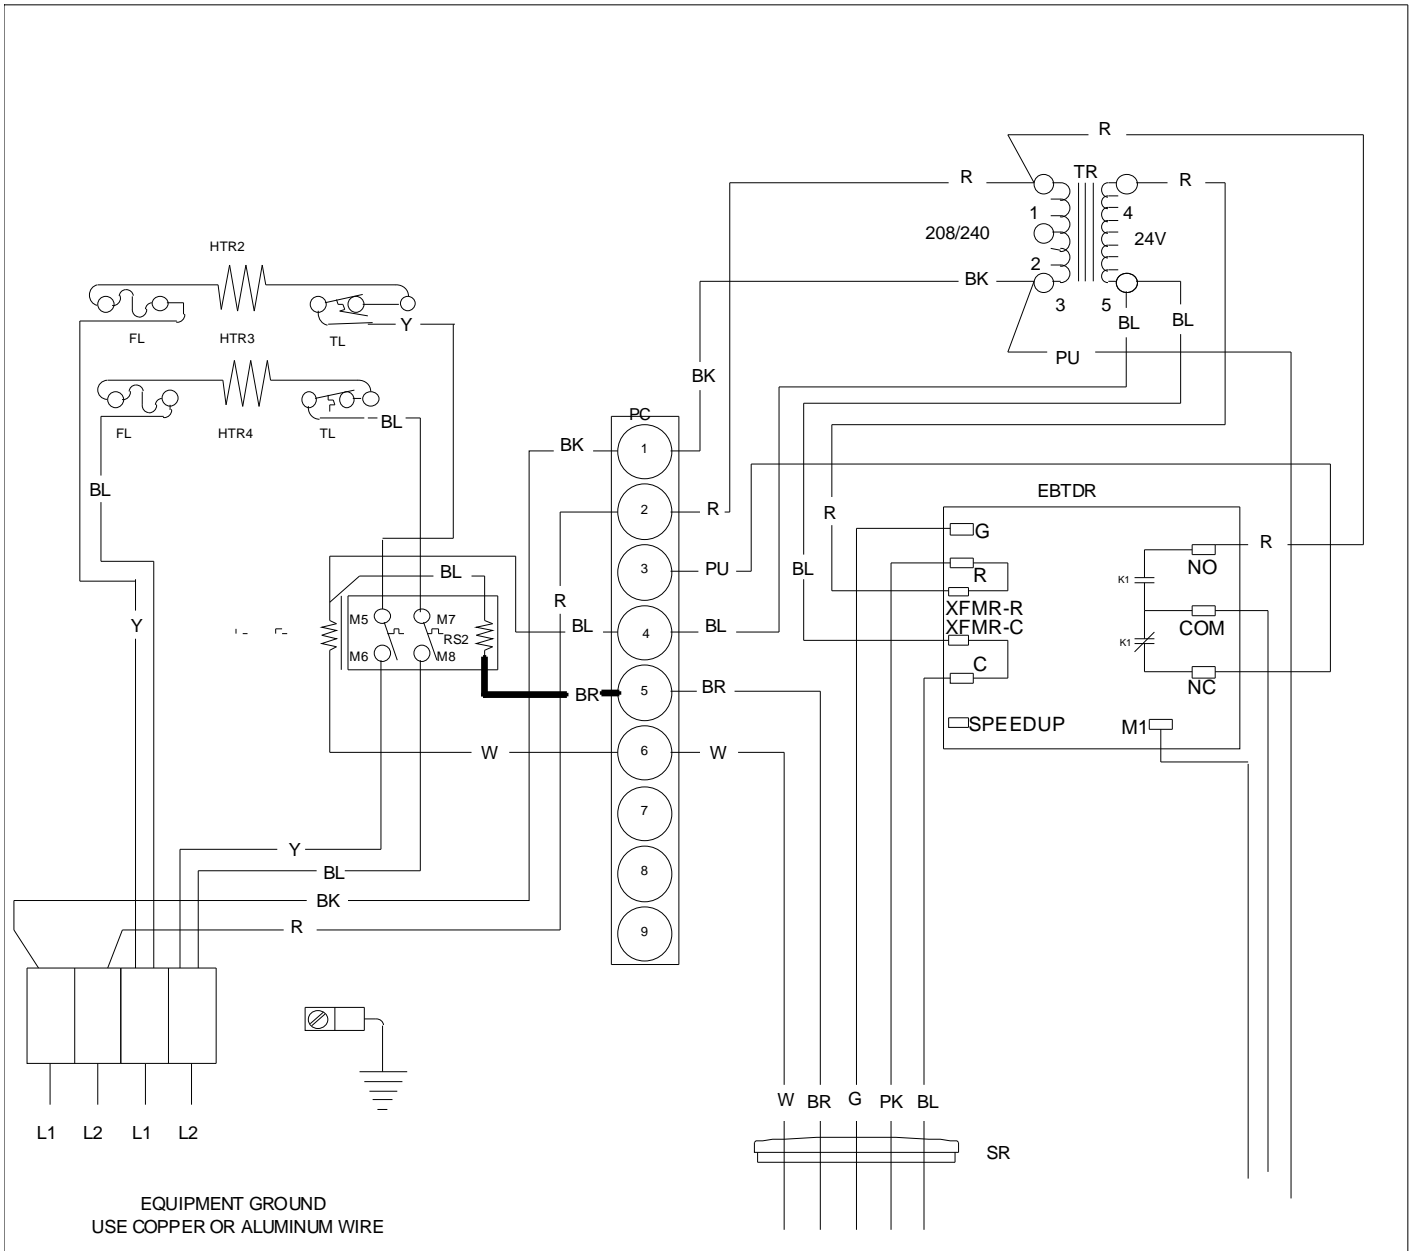 R
R
TR
R
1
4
208/240
24V
HTR2
2
BK
3
5
BL
BL
Y
FL
HTR3
TL
PU
BK
PC
BL
FL
HTR4
TL
BK
1
BL
EBTDR
2
R
R
G
R
NO
K1
R
3
PU
BL
BL
R
XFMR-R
XFMR-C
COM
K1
Y
M5
M7
RS2
M6
M8
BL
4
BL
C
NC
BR
5
BR
SPEEDUP
M1
W
6
W
7
Y
BL
8
BK
R
9
W
BR
G
PK
BL
L1
L2
L1
L2
SR
EQUIPMENT GROUND
USE COPPER OR ALUMINUM WIRE